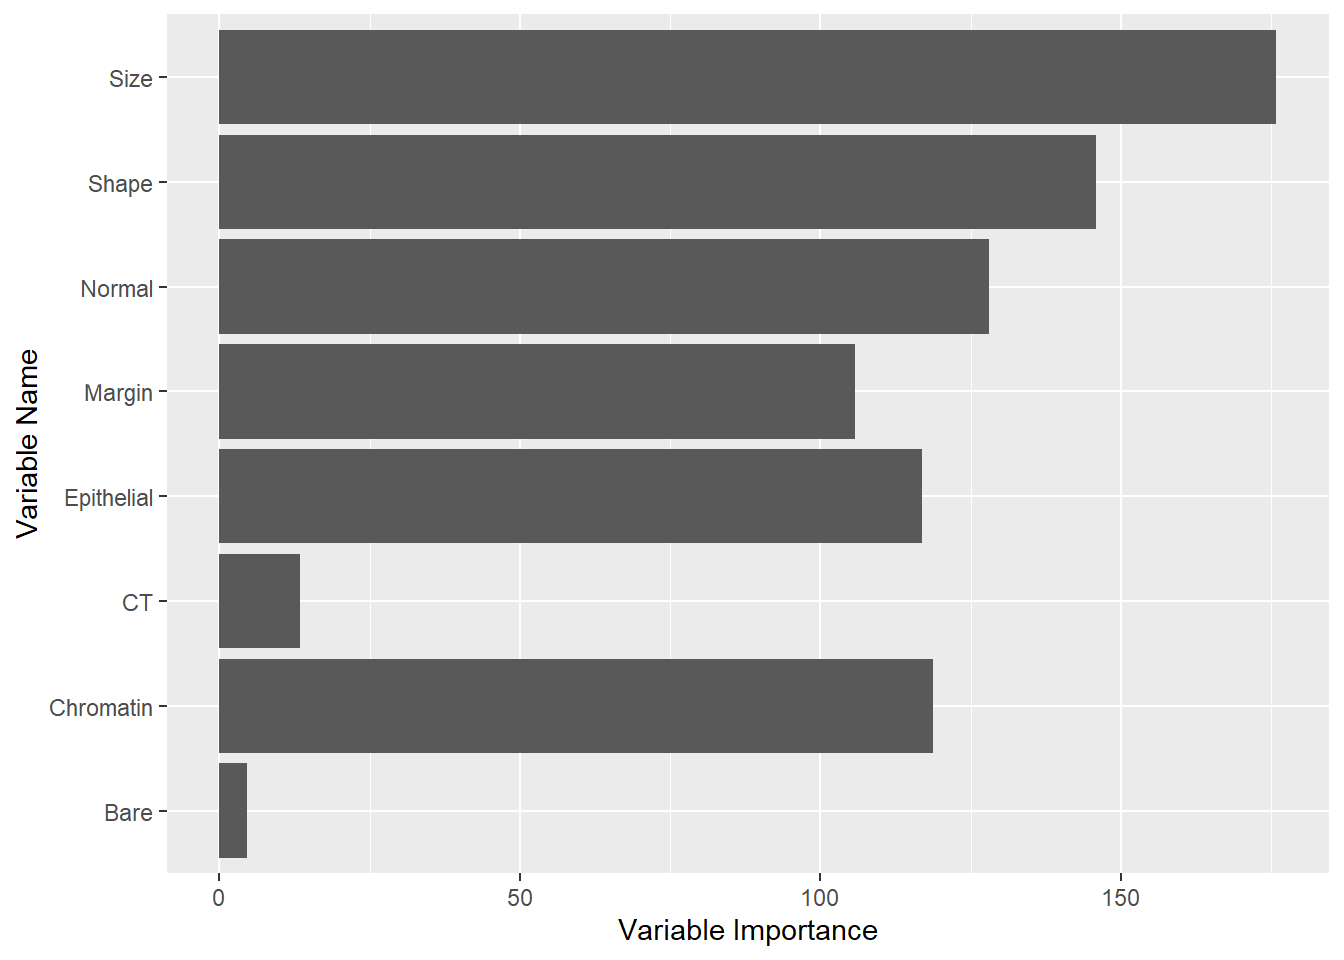 Size
Shape
Normal
Margin
Epithelial
CT
Chromatin
Bare
Variable Name
0 50 100 150
Variable Importance